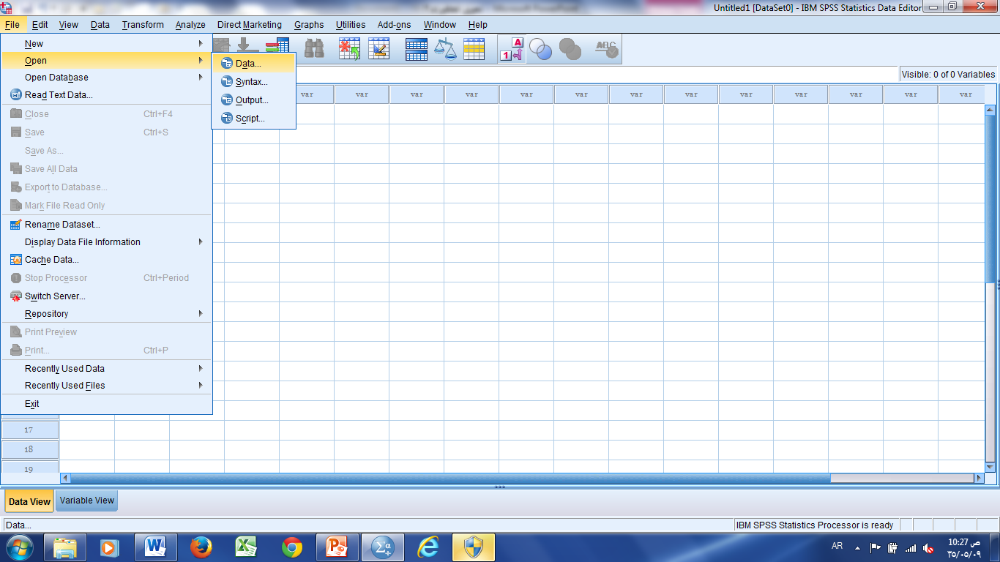 Untitled1 [DataSet0] - IBM SPSS Statistics Data Editor
File Edit View Data Transform Analyze Direct Marketing Graphs Utilities Add-ons Window Help
New
Open
Open Database
Read Text Data...
Close Ctrl+F4
Save Ctrl+S
Save As...
Save All Data
Export to Database...
Mark File Read Only
Rename Dataset...
Display Data File Information
Cache Data...
Stop Processor Ctrl+Period
Switch Server...
Repository
Print Preview
Print... Ctrl+P
Recently Used Data
Recently Used Files
Exit
Data...
Syntax...
Output...
Script...
1 A
ABC
Visible: 0 of 0 Variables
var var var var var var var var var var var var var
17
18
19
Data View Variable View
Data... IBM SPSS Statistics Processor is ready
AR
10:27 ص
٣٥/٠٥/٠٩